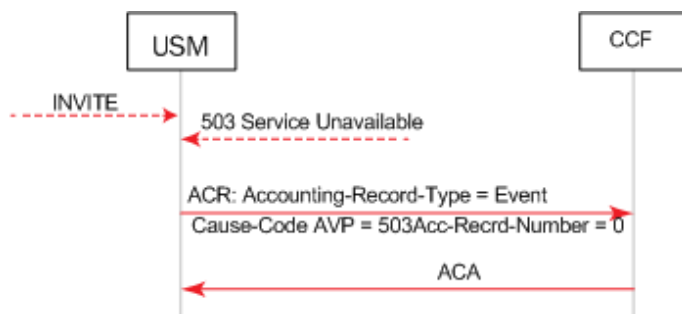 USM
CCF
INVITE
503 Service Unavailable
ACR: Accounting-Record-Type = Event
Cause-Code AVP = 503Acc-Recrd-Number = 0
ACA